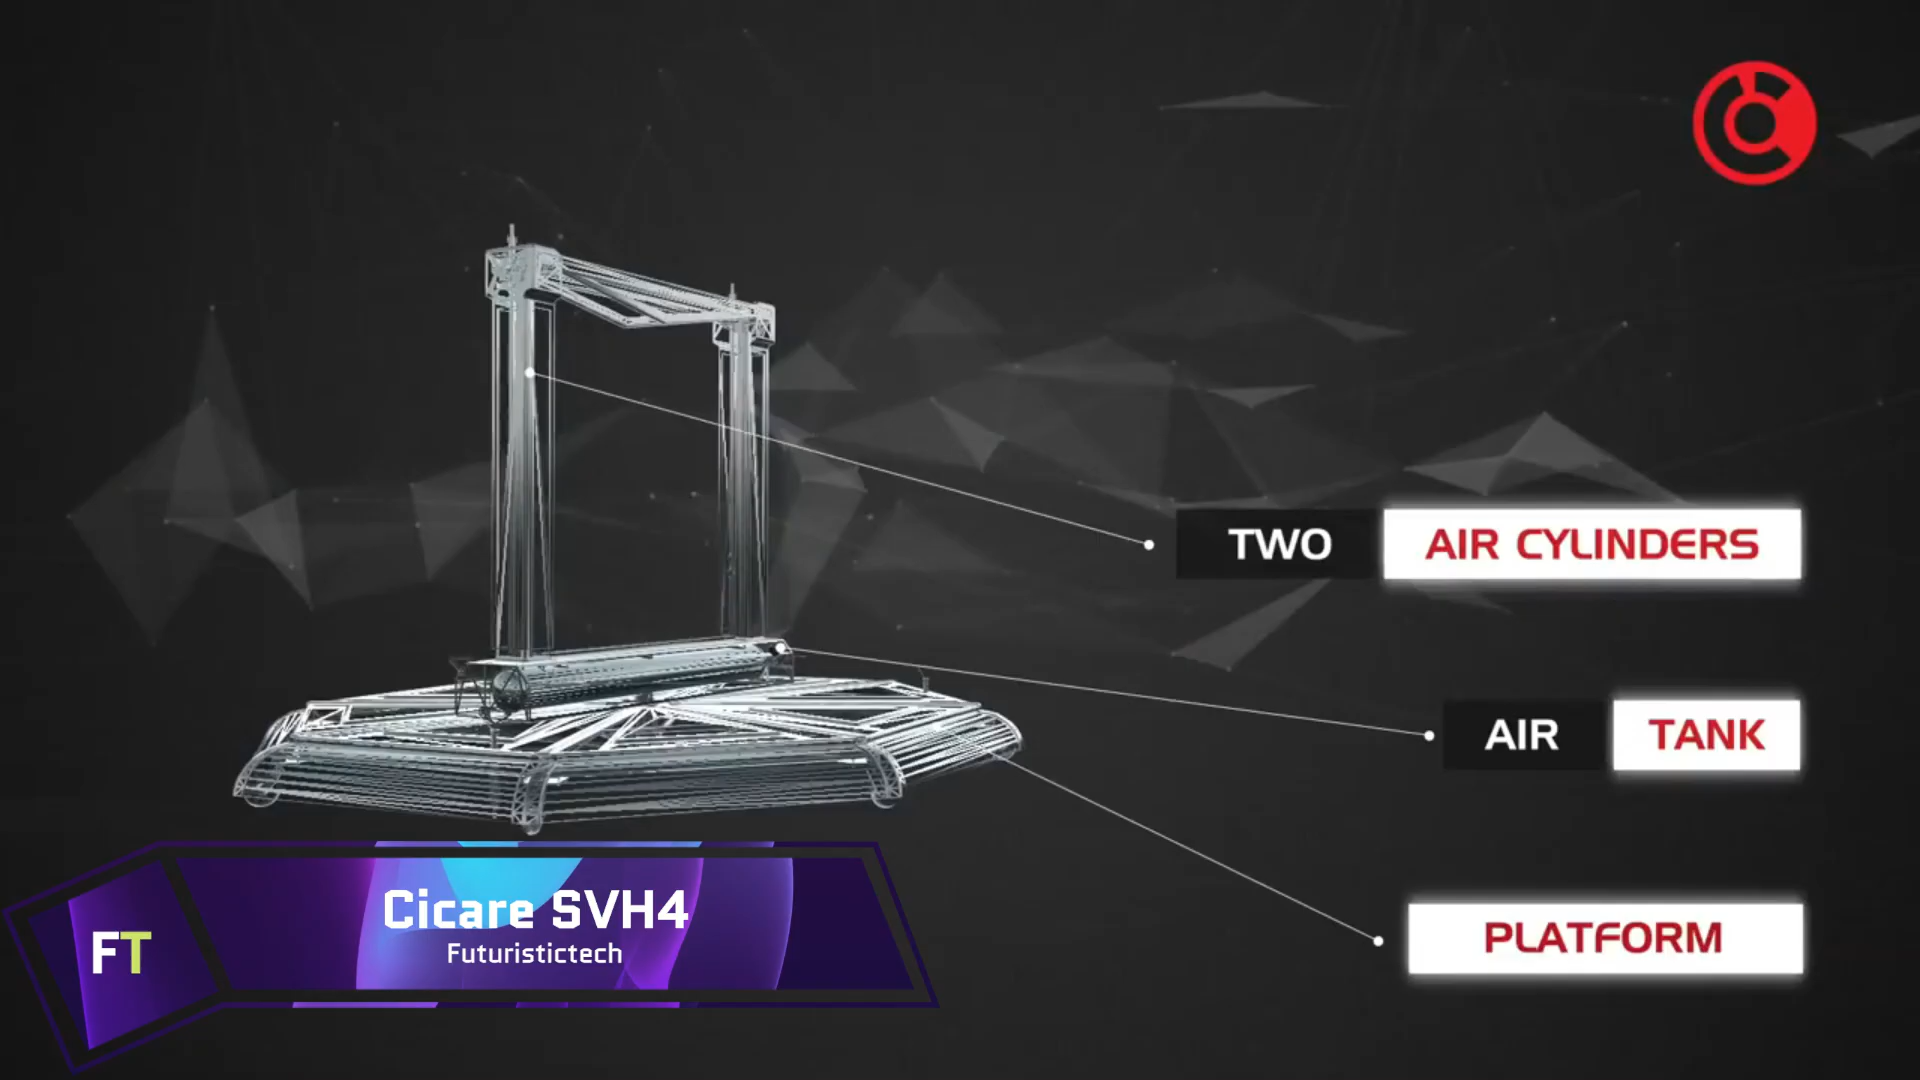 TWO AIR CYLINDERS
AIR TANK
PLATFORM
Cicare SVH4
Futuristictech
FT